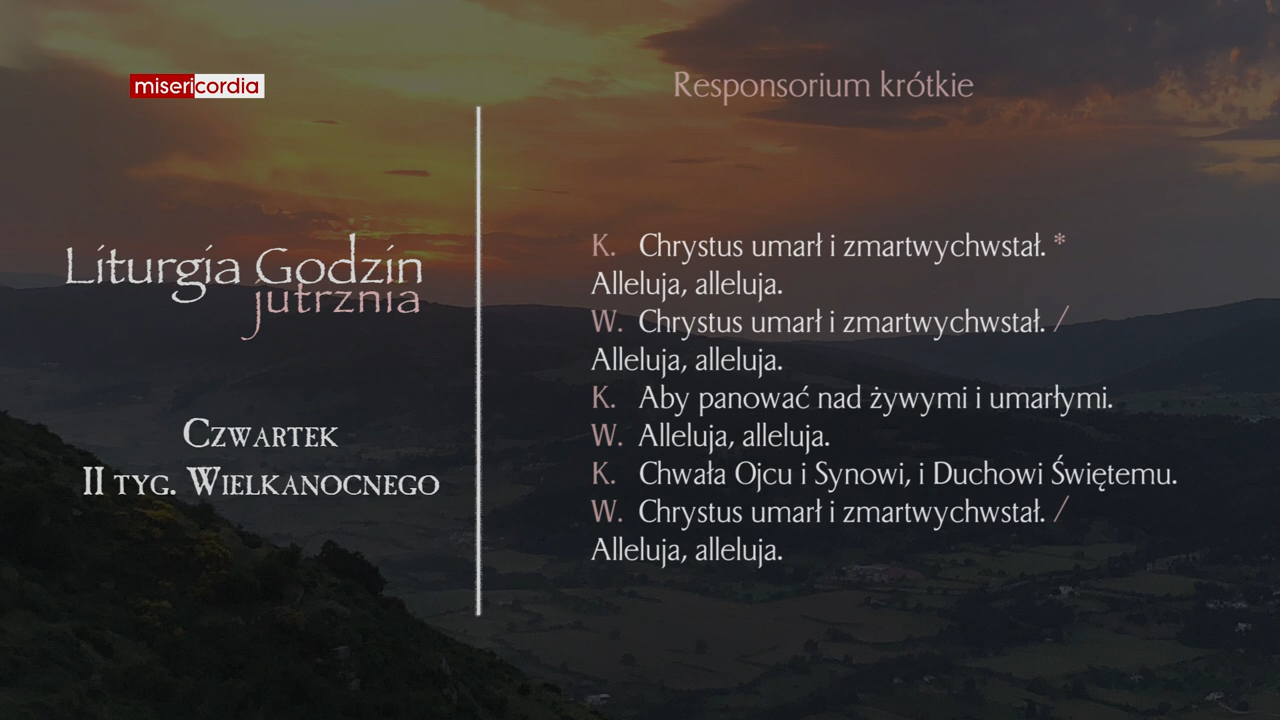 misericordia
Liturgia Godzin
jutrznia
Czwartek
II tyg. Wielkanocnego
Responsorium krótkie
K. Chrystus umarł i zmartwychwstał. *
Alleluja, alleluja.
W. Chrystus umarł i zmartwychwstał. /
Alleluja, alleluja.
K. Aby panować nad żywymi i umarłymi.
W. Alleluja, alleluja.
K. Chwała Ojcu i Synowi, i Duchowi Świętemu.
W. Chrystus umarł i zmartwychwstał. /
Alleluja, alleluja.